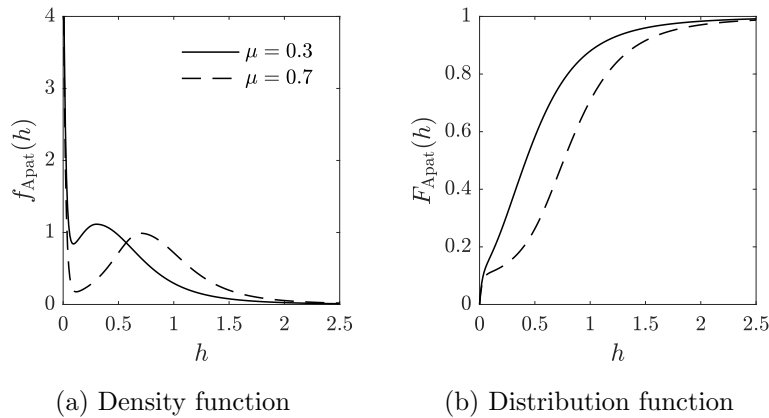 4
3
2
1
0
f_Apat(h)
μ = 0.3
μ = 0.7
0 0.5 1 1.5 2 2.5
h
(a) Density function
1
0.8
0.6
0.4
0.2
0
F_Apat(h)
0 0.5 1 1.5 2 2.5
h
(b) Distribution function